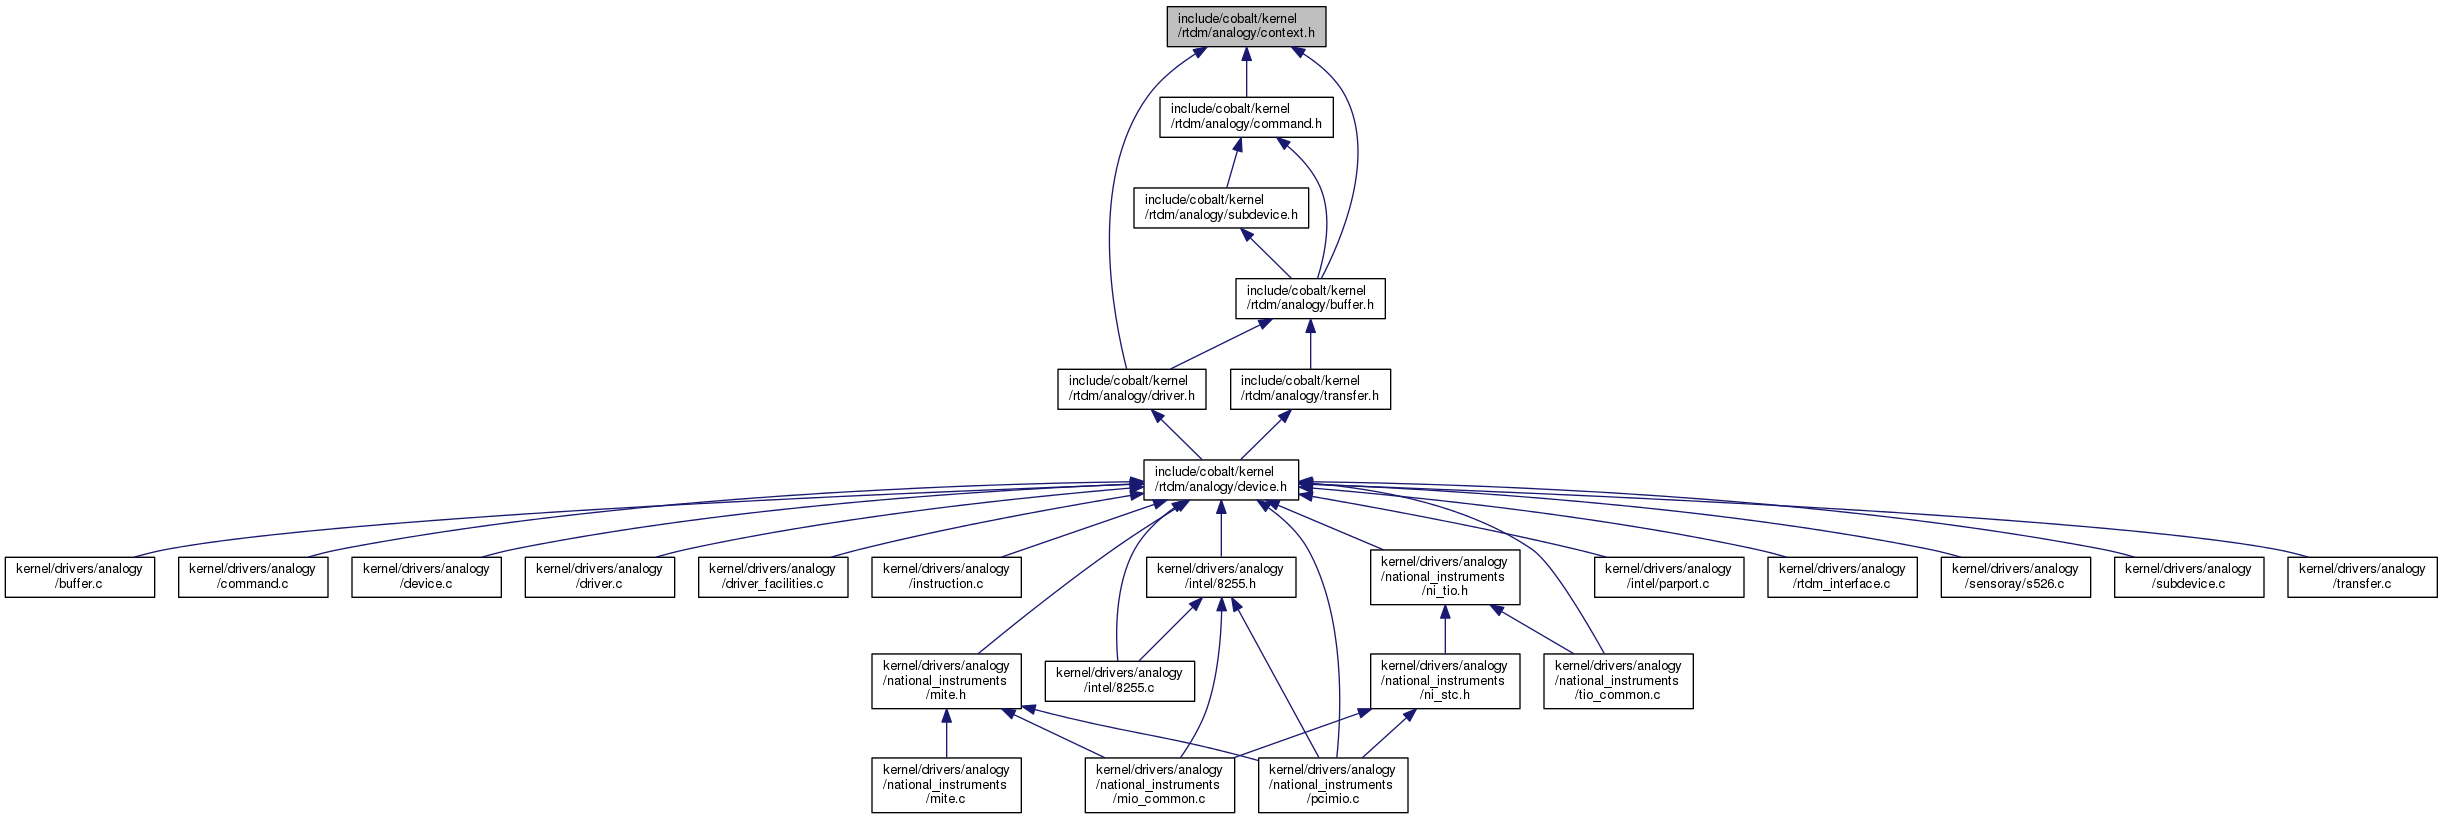 include/cobalt/kernel
/rtdm/analogy/context.h
include/cobalt/kernel
/rtdm/analogy/command.h
include/cobalt/kernel
/rtdm/analogy/subdevice.h
include/cobalt/kernel
/rtdm/analogy/buffer.h
include/cobalt/kernel
/rtdm/analogy/driver.h
include/cobalt/kernel
/rtdm/analogy/transfer.h
include/cobalt/kernel
/rtdm/analogy/device.h
kernel/drivers/analogy
/buffer.c
kernel/drivers/analogy
/command.c
kernel/drivers/analogy
/device.c
kernel/drivers/analogy
/driver.c
kernel/drivers/analogy
/driver_facilities.c
kernel/drivers/analogy
/instruction.c
kernel/drivers/analogy
/intel/8255.h
kernel/drivers/analogy
/national_instruments
/ni_tio.h
kernel/drivers/analogy
/intel/parport.c
kernel/drivers/analogy
/rtdm_interface.c
kernel/drivers/analogy
/sensoray/s526.c
kernel/drivers/analogy
/subdevice.c
kernel/drivers/analogy
/transfer.c
kernel/drivers/analogy
/national_instruments
/mite.h
kernel/drivers/analogy
/intel/8255.c
kernel/drivers/analogy
/national_instruments
/ni_stc.h
kernel/drivers/analogy
/national_instruments
/tio_common.c
kernel/drivers/analogy
/national_instruments
/mite.c
kernel/drivers/analogy
/national_instruments
/mio_common.c
kernel/drivers/analogy
/national_instruments
/pcimio.c